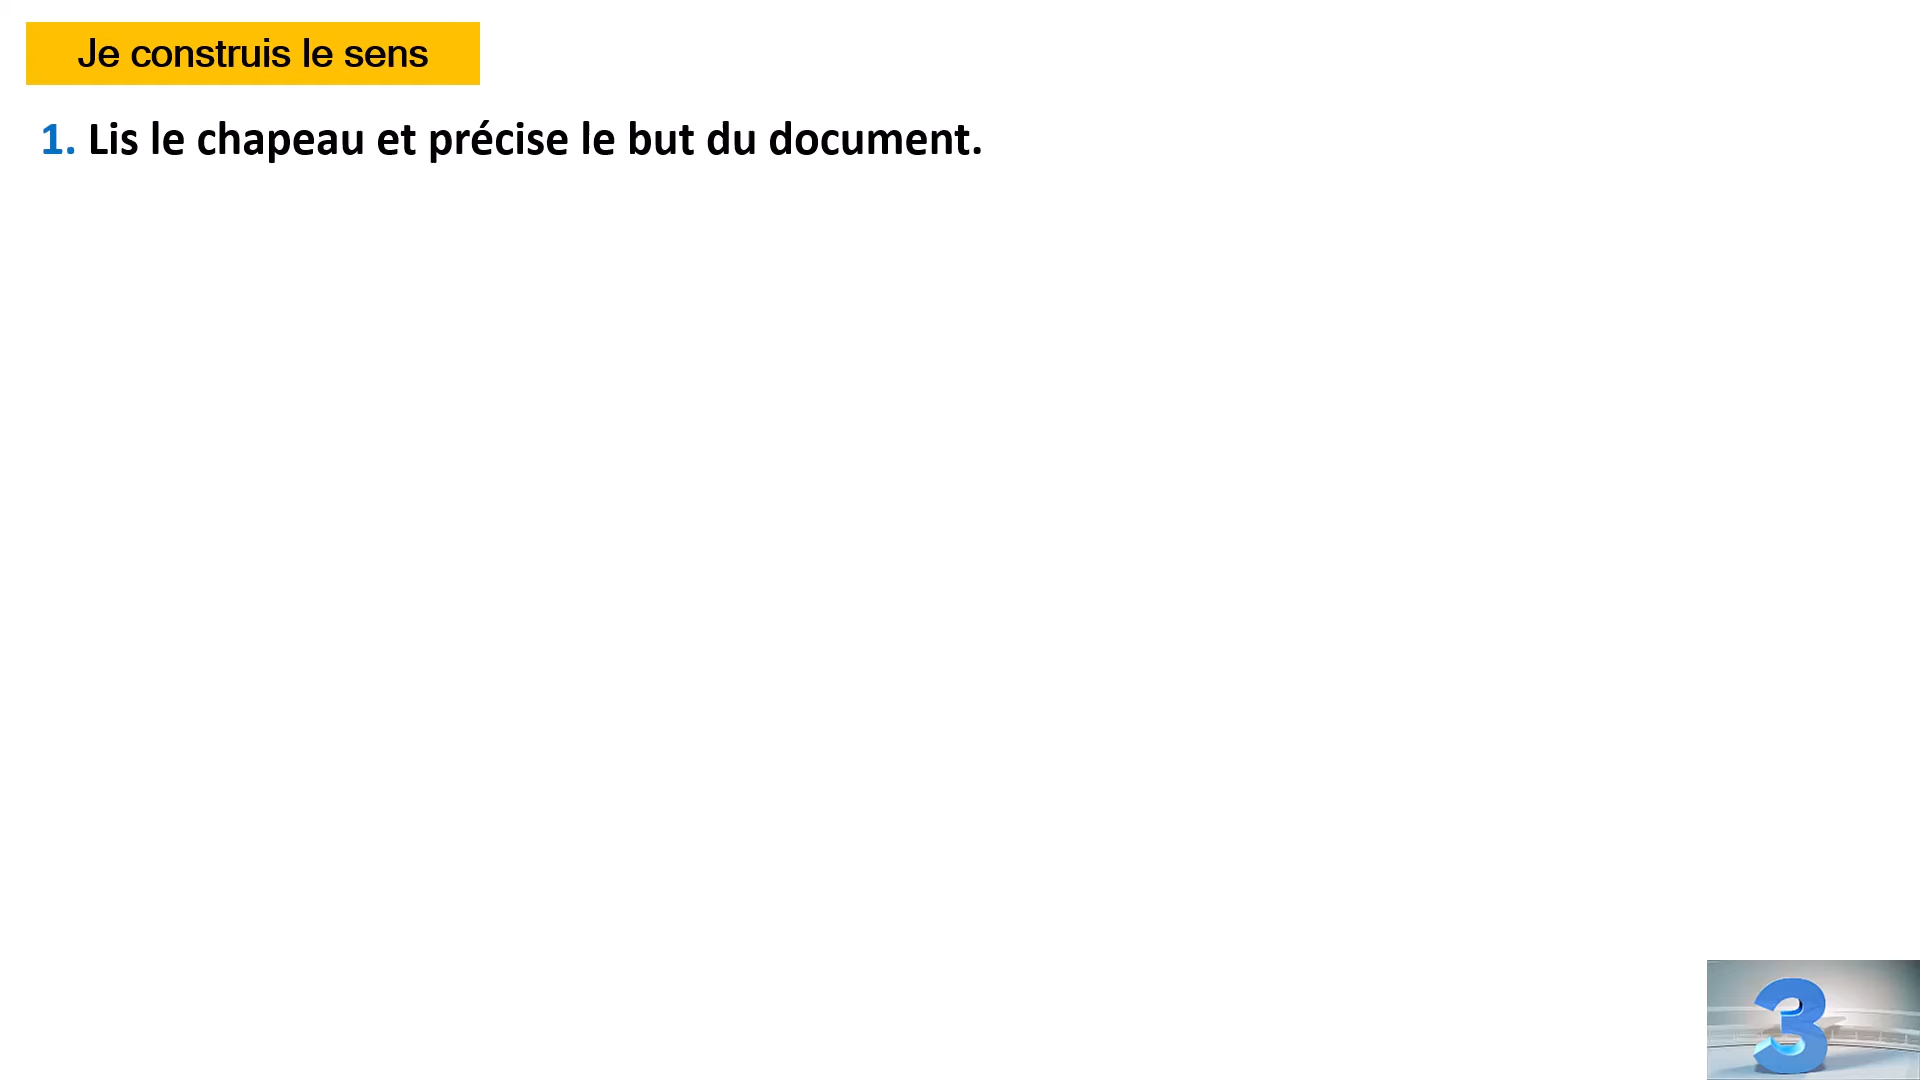 Je construis le sens
1. Lis le chapeau et précise le but du document.
3